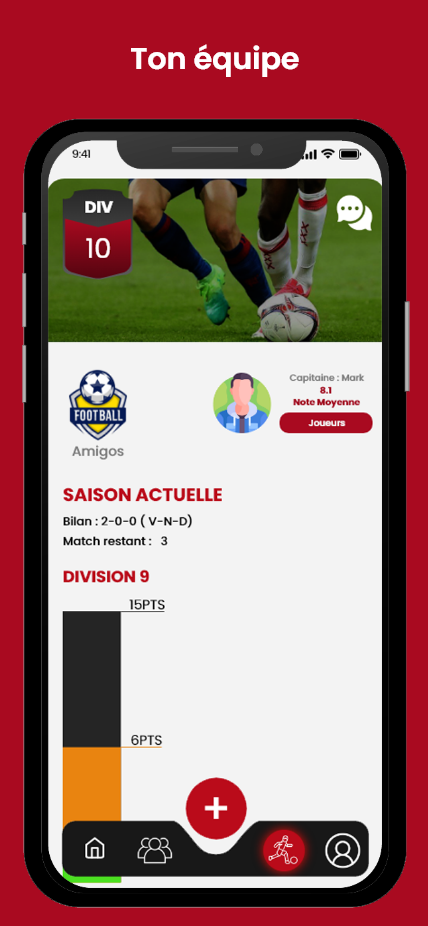 Ton équipe
9:41
DIV
10
FOOTBALL
Amigos
Capitaine : Mark
8.1
Note Moyenne
Joueurs
SAISON ACTUELLE
Bilan : 2-0-0 ( V-N-D)
Match restant : 3
DIVISION 9
15PTS
6PTS